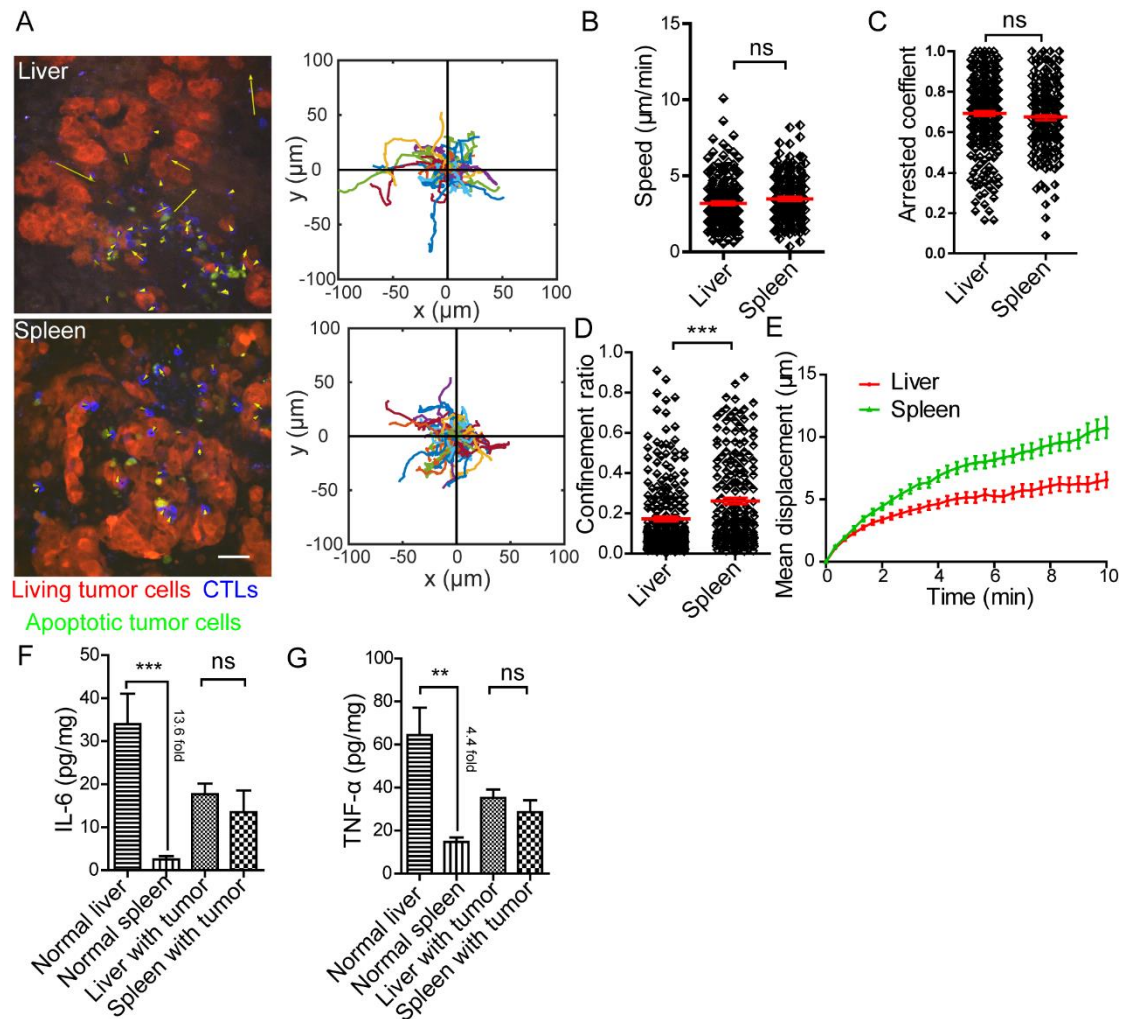 A
Liver
100
50
0
-50
-100
y (µm)
-100 -50 0 50 100
x (µm)
Spleen
100
50
0
-50
-100
y (µm)
-100 -50 0 50 100
x (µm)
Living tumor cells CTLs
Apoptotic tumor cells
B
15
10
5
0
Speed (µm/min)
ns
Liver
Spleen
C
1.0
0.8
0.6
0.4
0.2
0.0
Arrested coeffient
ns
Liver
Spleen
D
1.0
0.8
0.6
0.4
0.2
0.0
Confinement ratio
***
Liver
Spleen
E
15
10
5
0
Mean displacement (µm)
Liver
Spleen
2 4 6 8 10
Time (min)
F
50
40
30
20
10
0
IL-6 (pg/mg)
***
13.6 fold
ns
Normal liver
Normal spleen
Liver with tumor
Spleen with tumor
G
100
80
60
40
20
0
TNF-α (pg/mg)
**
4.4 fold
ns
Normal liver
Normal spleen
Liver with tumor
Spleen with tumor